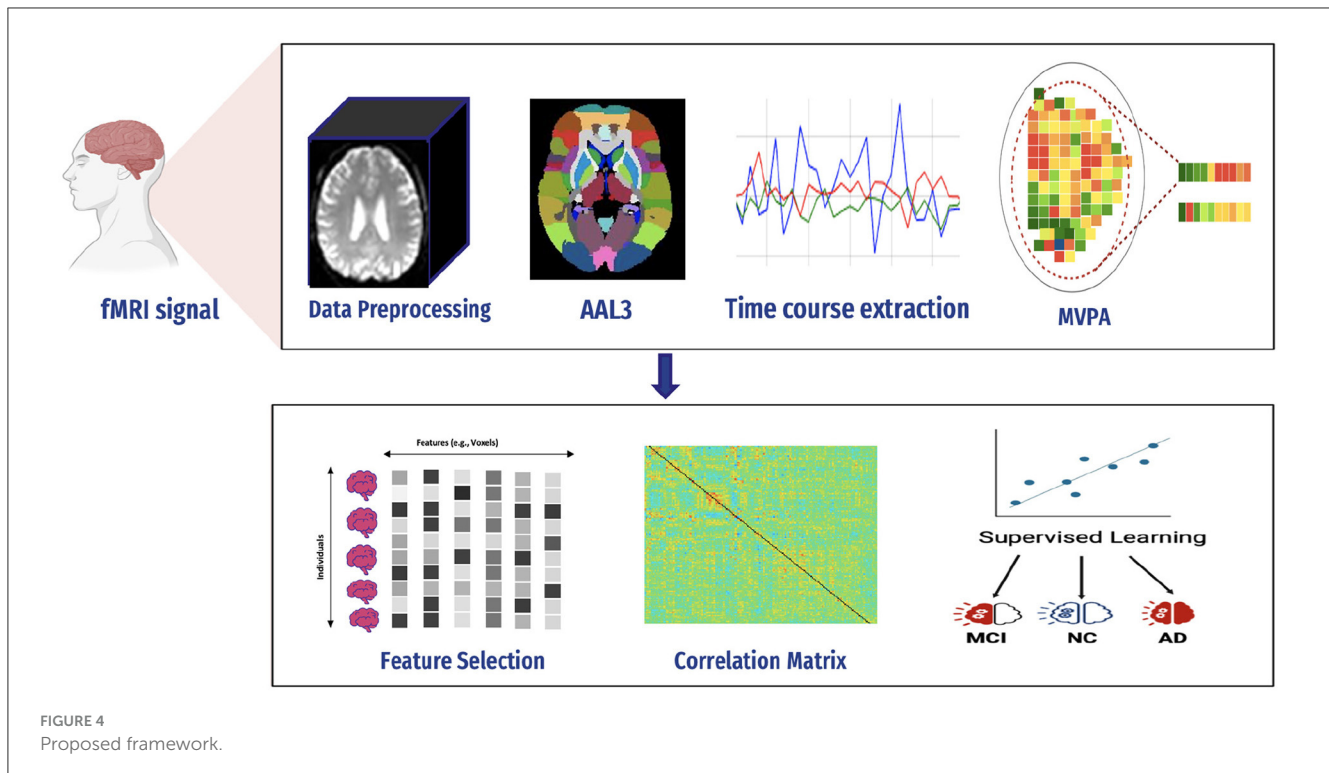 fMRI signal
Data Preprocessing
AAL3
Time course extraction
MVPA
Features (e.g., Voxels)
Individuals
Feature Selection
Correlation Matrix
Supervised Learning
MCI
NC
AD
FIGURE 4
Proposed framework.